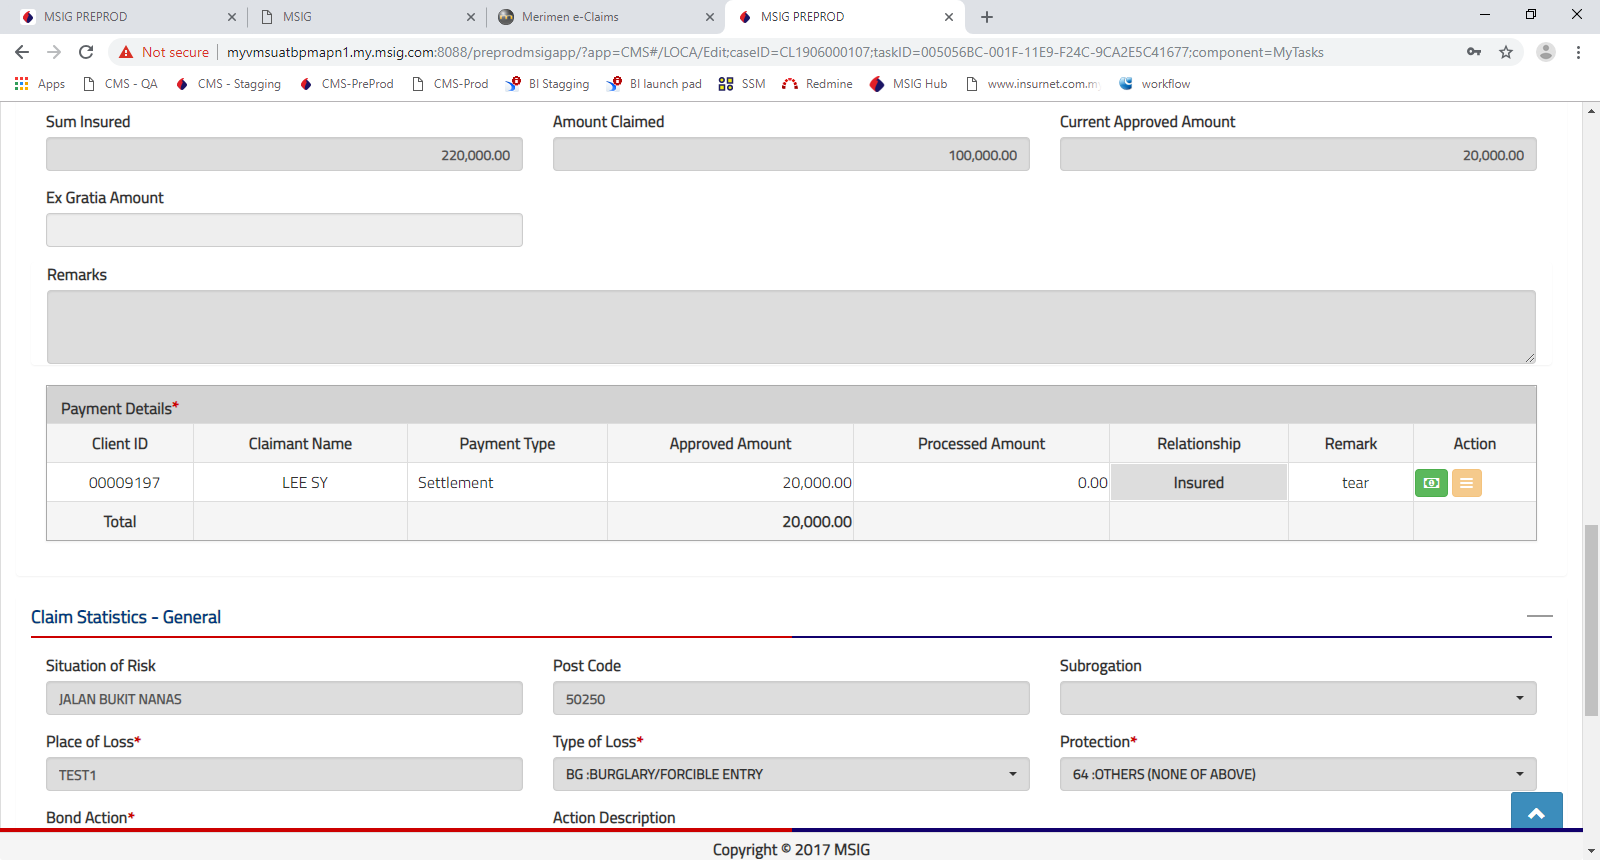 MSIG PREPROD
MSIG
Merimen e-Claims
MSIG PREPROD
Not secure | myvmsuatbpmapn1.my.msig.com:8088/preprodmsigapp/?app=CMS#/LOCA/Edit;caseID=CL1906000107;taskID=005056BC-001F-11E9-F24C-9CA2E5C41677;component=MyTasks
Apps CMS - QA CMS - Stagging CMS-PreProd CMS-Prod BI Stagging BI launch pad SSM Redmine MSIG Hub www.insurnet.com.m workflow
Sum Insured Amount Claimed Current Approved Amount
220,000.00 100,000.00 20,000.00
Ex Gratia Amount
Remarks
Payment Details*
Client ID Claimant Name Payment Type Approved Amount Processed Amount Relationship Remark Action
00009197 LEE SY Settlement 20,000.00 0.00 Insured tear
Total 20,000.00
Claim Statistics - General
Situation of Risk Post Code Subrogation
JALAN BUKIT NANAS 50250
Place of Loss* Type of Loss* Protection*
TEST1 BG :BURGLARY/FORCIBLE ENTRY 64 :OTHERS (NONE OF ABOVE)
Bond Action* Action Description
Copyright © 2017 MSIG